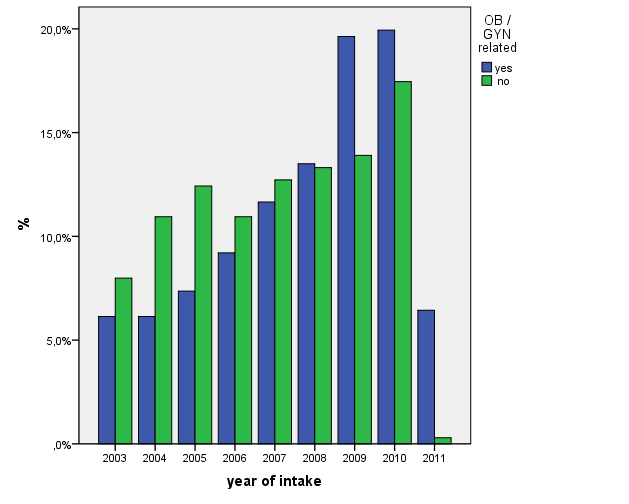 OB /
GYN
related
yes
no
20,0%
15,0%
10,0%
5,0%
,0%
%
2003 2004 2005 2006 2007 2008 2009 2010 2011
year of intake